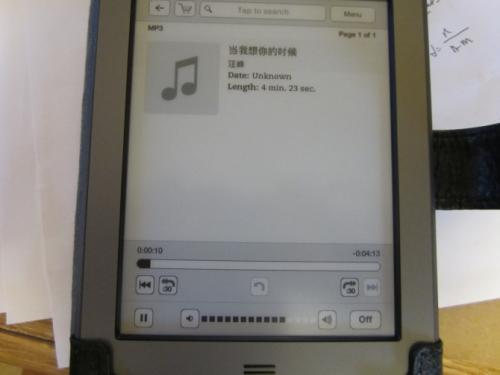 Tap to search
Menu
MP3
Page 1 of 1
当我想你的时候
汪峰
Date: Unknown
Length: 4 min. 23 sec.
0:00:10
-0:04:13
:30
:30
Off